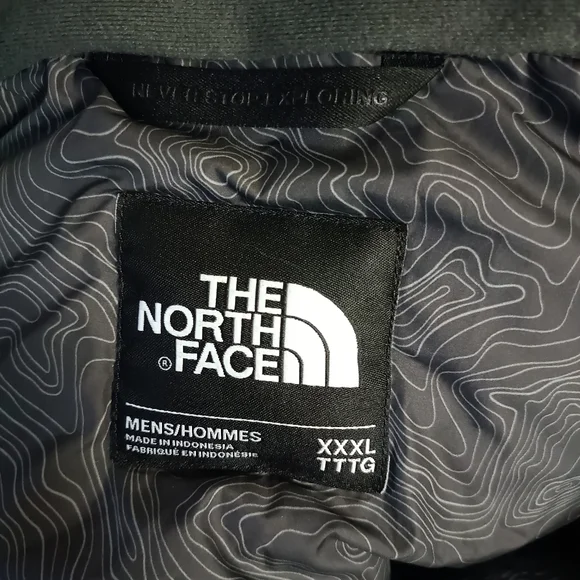 NEVER STOP EXPLORING
THE
NORTH
FACE
®
MENS/HOMMES
MADE IN INDONESIA
FABRIQUÉ EN INDONÉSIE
XXXL
TTTG